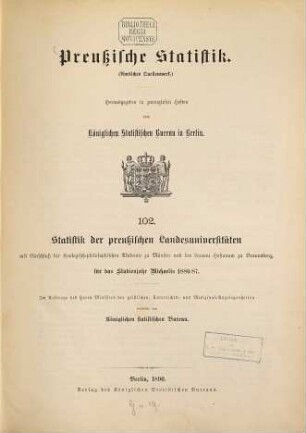 BIBLIOTHECA
REGIA
MONACENSIS.
Preußische Statistik.
(Amtliches Quellenwerk.)
Herausgegeben in zwanglosen Heften
vom
Königlichen Statistischen Bureau in Berlin.
102.
Statistik der preußischen Landesuniversitäten
mit Einschluß der theologisch-philosophischen Akademie zu Münster und des Lyceum Hosianum zu Braunsberg,
für das Studienjahr Michaelis 1886/87.
Im Auftrage des Herrn Ministers der geistlichen, Unterrichts- und Medizinal-Angelegenheiten
vom
Königlichen statistischen Bureau.
Berlin, 1890.
Verlag des Königlichen Statistischen Bureaus.